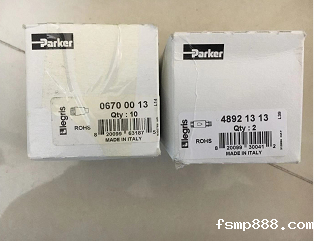 Parker
0670 00 13
Qty : 10
Legris
ROHS
MADE IN ITALY
Parker
4892 13 13
Qty : 2
Legris
ROHS
MADE IN ITALY
fsmp888.com